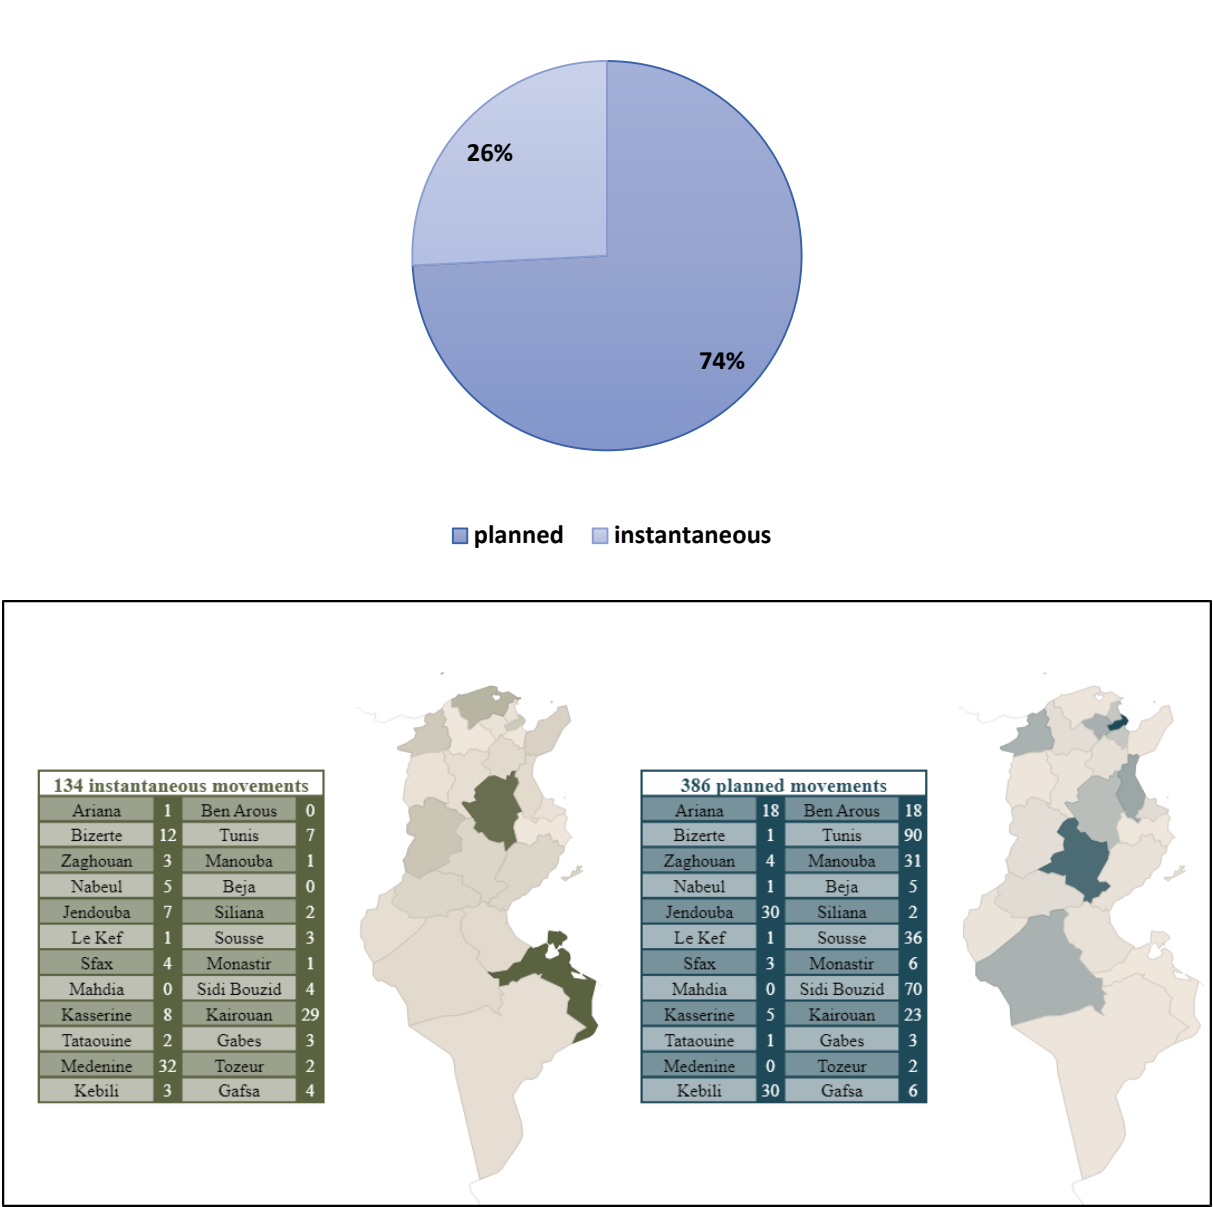 26%
74%
planned instantaneous
134 instantaneous movements
Ariana 1 Ben Arous 0
Bizerte 12 Tunis 7
Zaghouan 3 Manouba 1
Nabeul 5 Beja 0
Jendouba 7 Siliana 2
Le Kef 1 Sousse 3
Sfax 4 Monastir 1
Mahdia 0 Sidi Bouzid 4
Kasserine 8 Kairouan 29
Tataouine 2 Gabes 3
Medenine 32 Tozeur 2
Kebili 3 Gafsa 4
386 planned movements
Ariana 18 Ben Arous 18
Bizerte 1 Tunis 90
Zaghouan 4 Manouba 31
Nabeul 1 Beja 5
Jendouba 30 Siliana 2
Le Kef 1 Sousse 36
Sfax 3 Monastir 6
Mahdia 0 Sidi Bouzid 70
Kasserine 5 Kairouan 23
Tataouine 1 Gabes 3
Medenine 0 Tozeur 2
Kebili 30 Gafsa 6